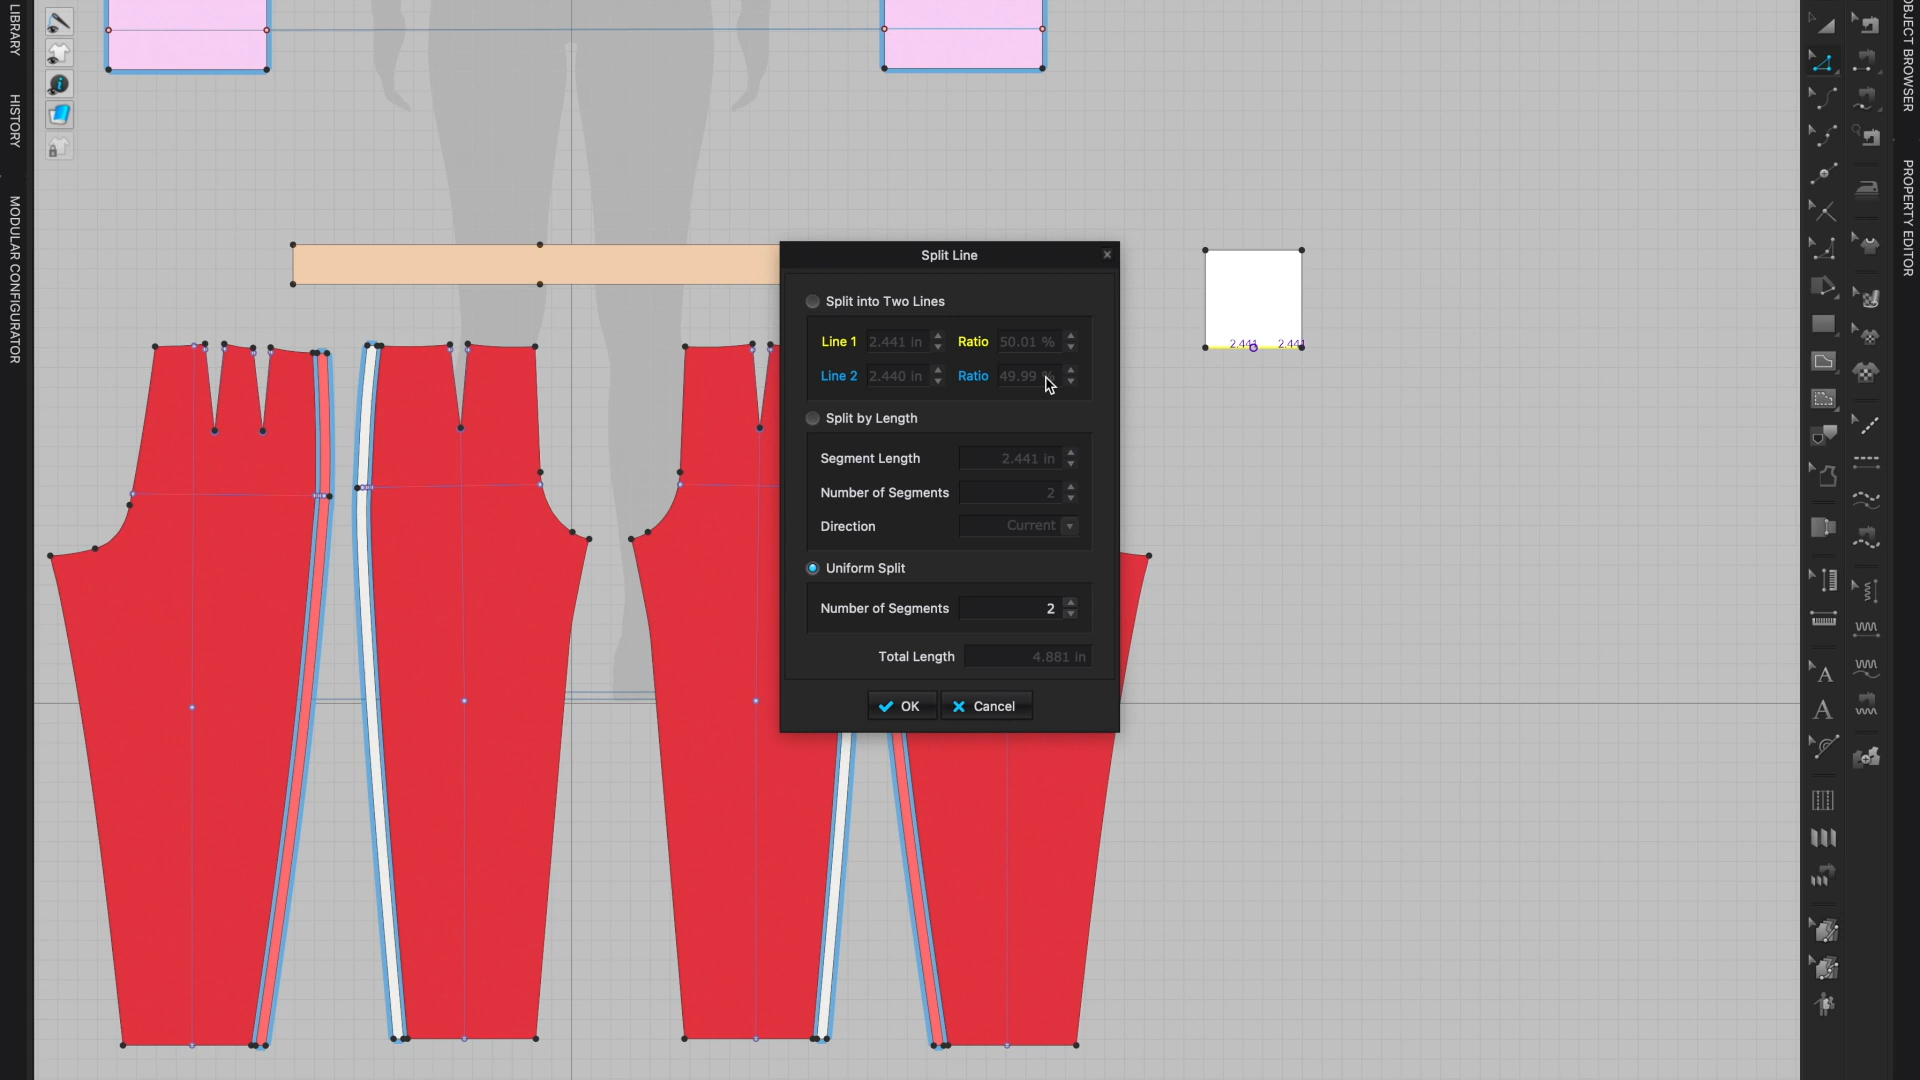 LIBRARY
HISTORY
MODULAR CONFIGURATOR
OBJECT BROWSER
PROPERTY EDITOR
Split Line
Split into Two Lines
Line 1 2.441 in Ratio 50.01 %
Line 2 2.440 in Ratio 49.99 %
Split by Length
Segment Length 2.441 in
Number of Segments 2
Direction Current
Uniform Split
Number of Segments 2
Total Length 4.881 in
OK Cancel
2.441 2.441